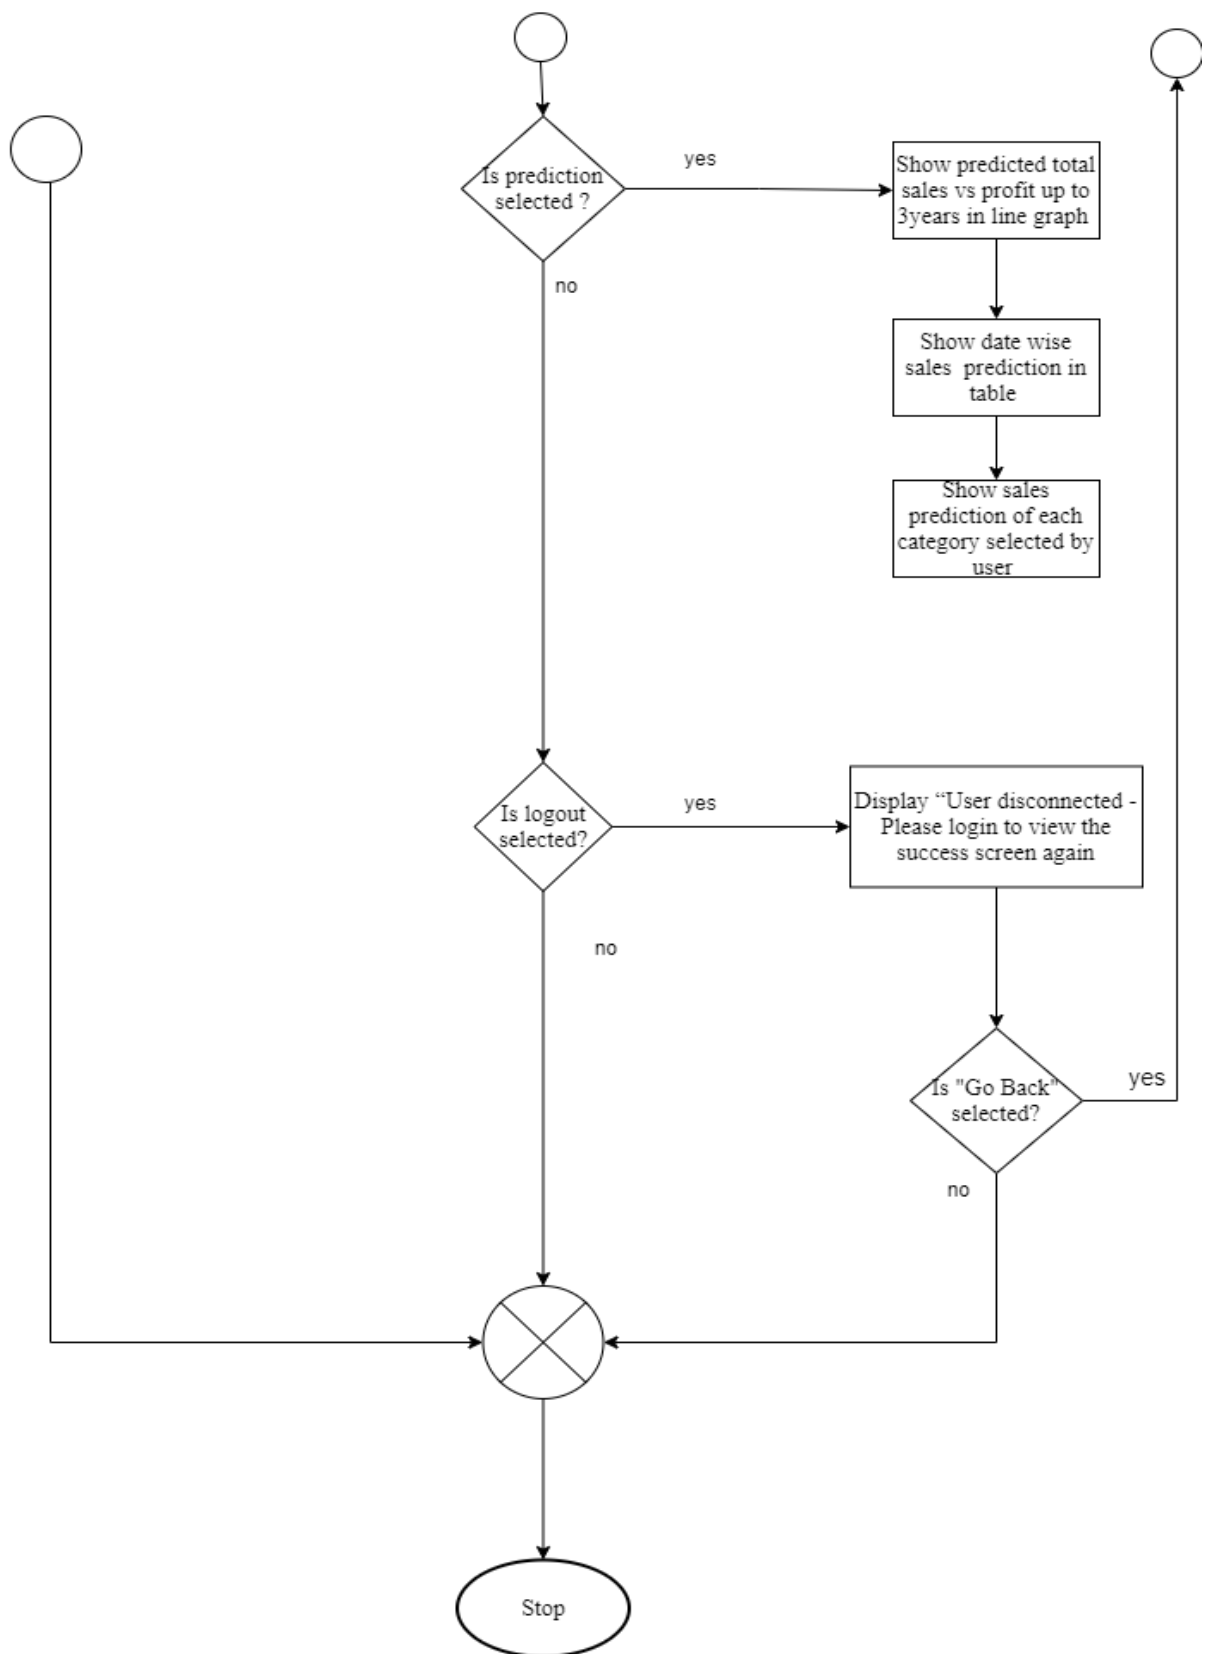 yes
Is prediction
selected ?
Show predicted total
sales vs profit up to
3years in line graph
no
Show date wise
sales  prediction in
table
Show sales
prediction of each
category selected by
user
Is logout
selected?
yes
Display “User disconnected -
Please login to view the
success screen again
no
Is "Go Back"
selected?
yes
no
Stop